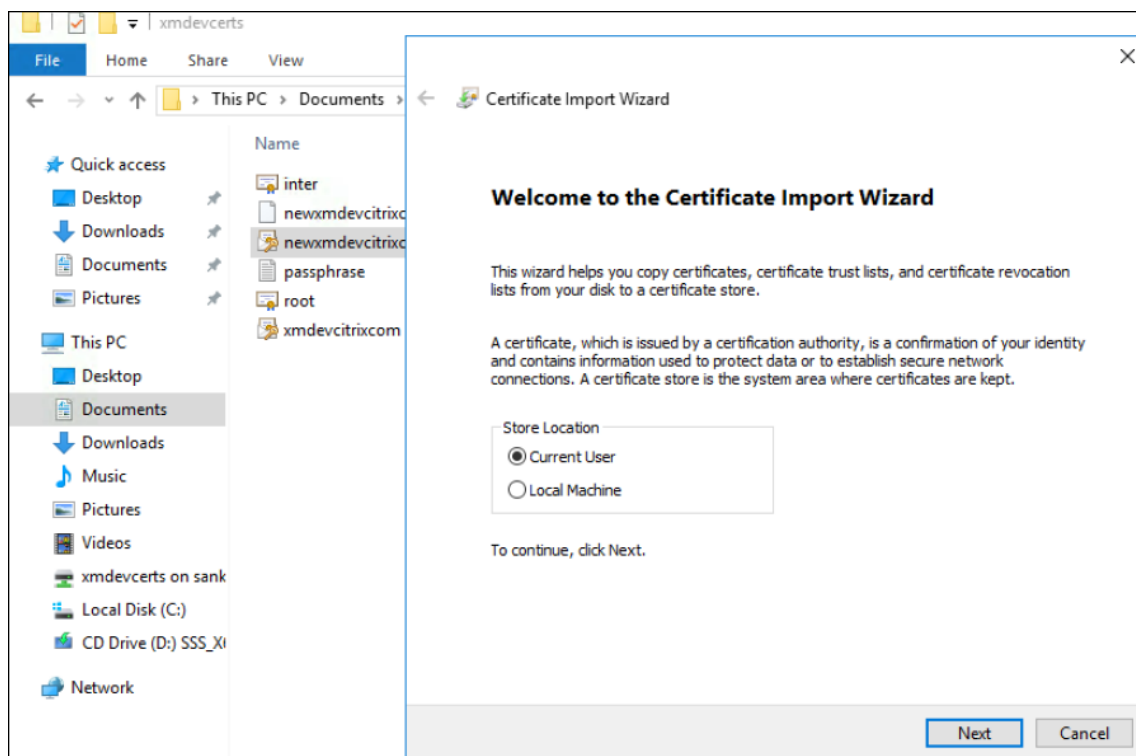 xmdevcerts
File Home Share View
This PC > Documents >
Certificate Import Wizard
Name
Quick access
Desktop
Downloads
Documents
Pictures
This PC
Desktop
Documents
Downloads
Music
Pictures
Videos
xmdevcerts on sank
Local Disk (C:)
CD Drive (D:) SSS_X
Network
inter
newxmdevcitrixc
newxmdevcitrixc
passphrase
root
xmdevcitrixcom
Welcome to the Certificate Import Wizard
This wizard helps you copy certificates, certificate trust lists, and certificate revocation
lists from your disk to a certificate store.
A certificate, which is issued by a certification authority, is a confirmation of your identity
and contains information used to protect data or to establish secure network
connections. A certificate store is the system area where certificates are kept.
Store Location
Current User
Local Machine
To continue, click Next.
Next Cancel